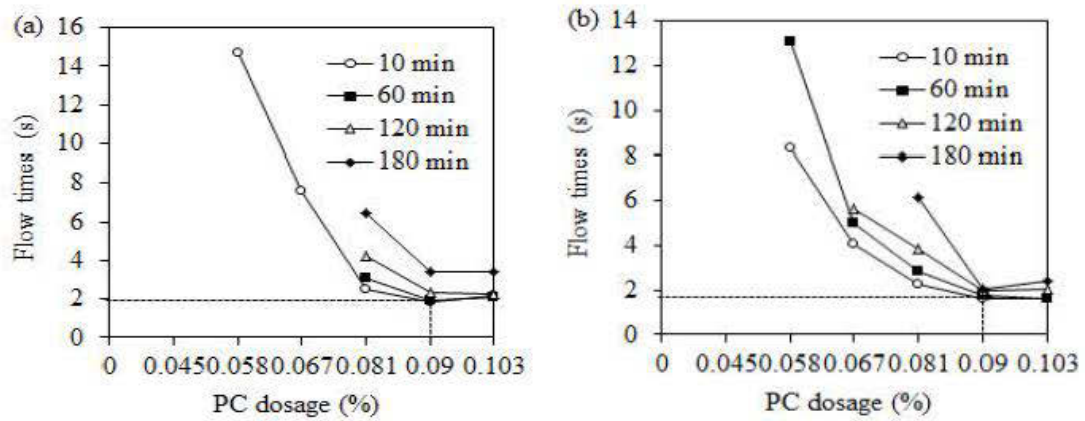 (a)
16
14
12
10
8
6
4
2
0
Flow times (s)
10 min
60 min
120 min
180 min
0 0.045 0.058 0.067 0.081 0.09 0.103
PC dosage (%)
(b)
14
12
10
8
6
4
2
0
Flow times (s)
10 min
60 min
120 min
180 min
0 0.045 0.058 0.067 0.081 0.09 0.103
PC dosage (%)